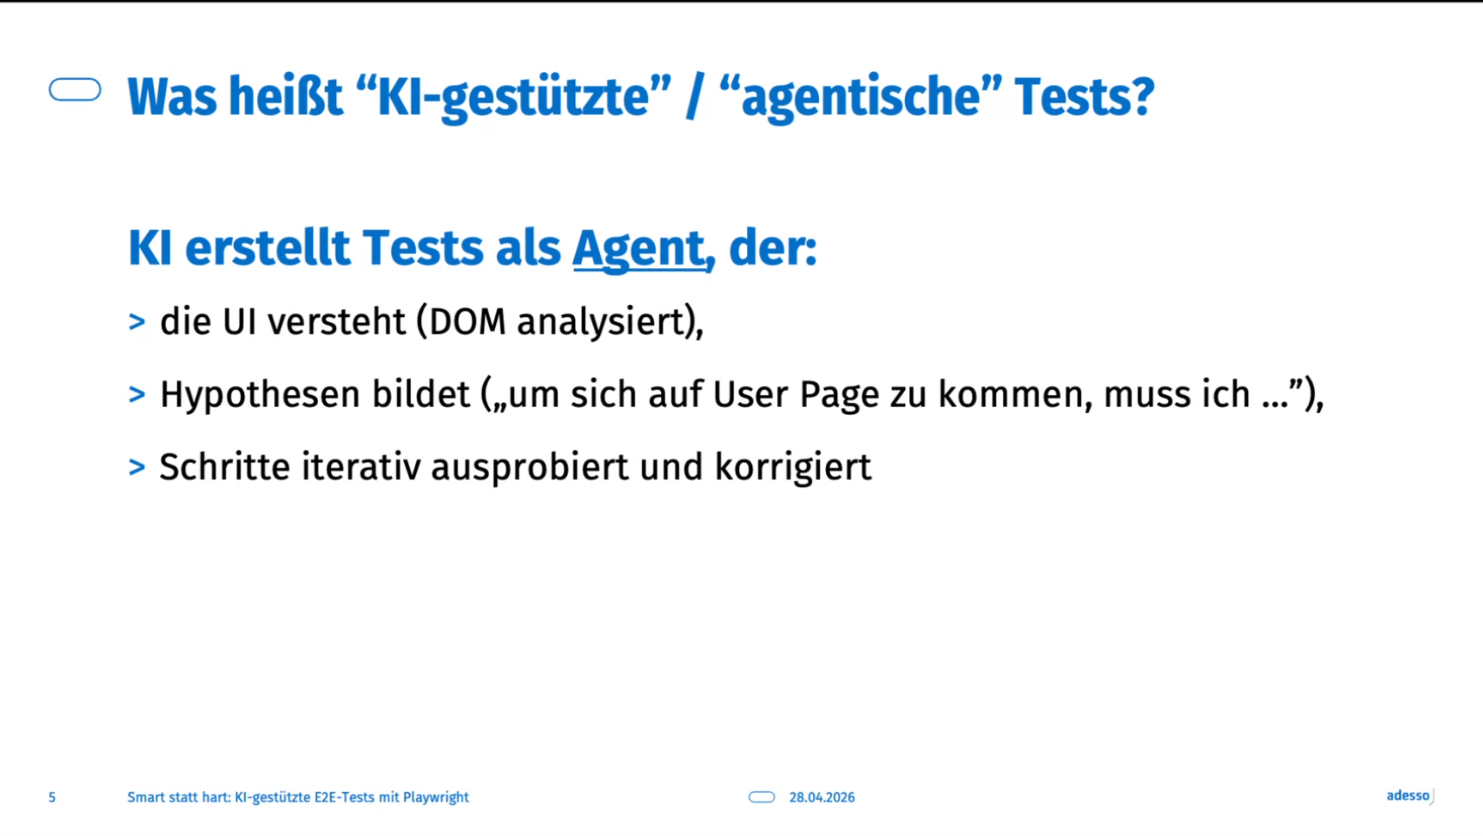 Was heißt “KI-gestützte” / “agentische” Tests?
KI erstellt Tests als Agent, der:
> die UI versteht (DOM analysiert),
> Hypothesen bildet („um sich auf User Page zu kommen, muss ich …”),
> Schritte iterativ ausprobiert und korrigiert
5 Smart statt hart: KI-gestützte E2E-Tests mit Playwright 28.04.2026 adesso